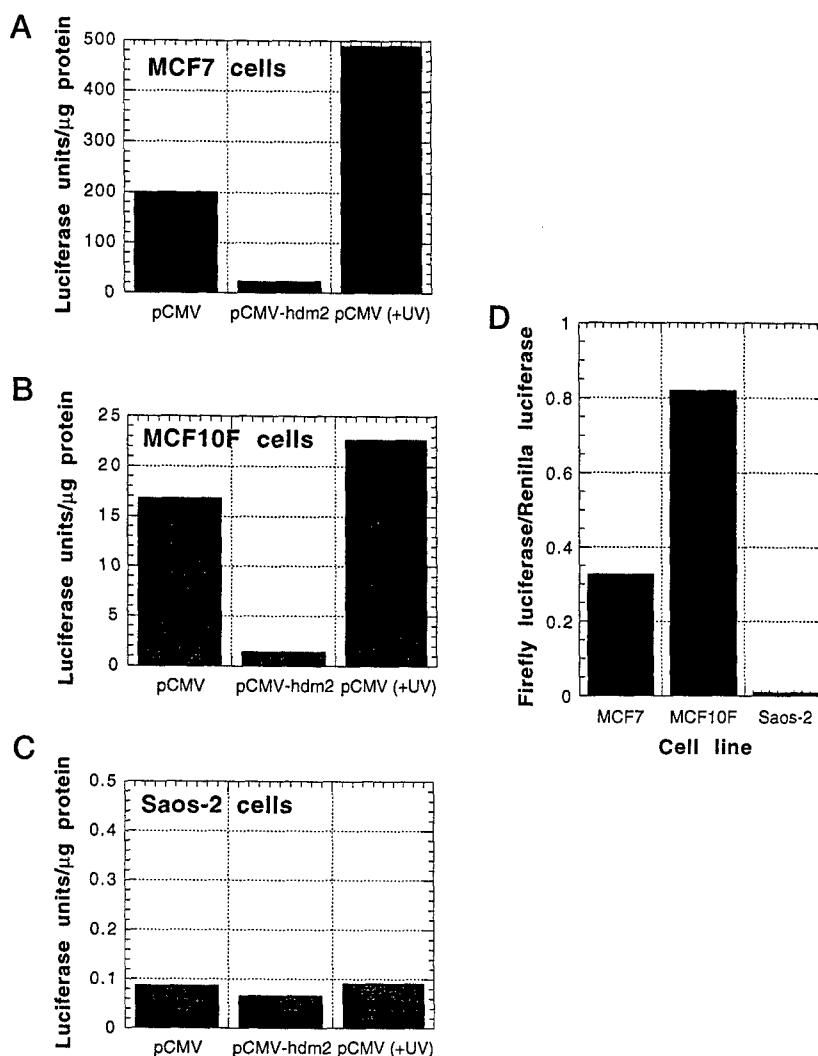 A
Luciferase units/µg protein
500
400
300
200
100
0
MCF7 cells
pCMV pCMV-hdm2 pCMV (+UV)
B
Luciferase units/µg protein
25
20
15
10
5
0
MCF10F cells
pCMV pCMV-hdm2 pCMV (+UV)
C
Luciferase units/µg protein
0.5
0.4
0.3
0.2
0.1
0
Saos-2 cells
pCMV pCMV-hdm2 pCMV (+UV)
D
Firefly luciferase/Renilla luciferase
1
0.8
0.6
0.4
0.2
0
MCF7 MCF10F Saos-2
Cell line